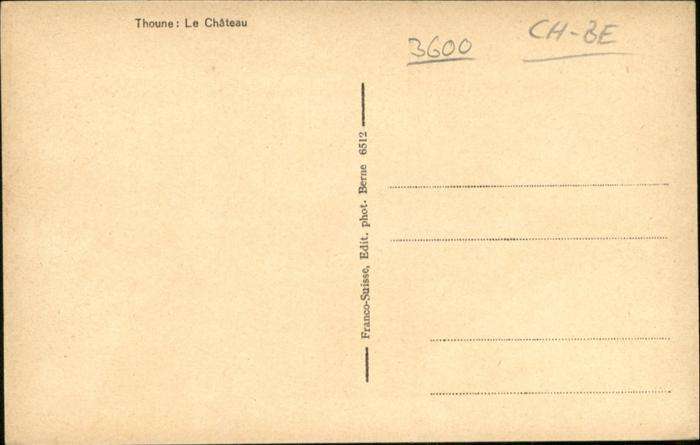 Thoune: Le Château
3600
CH-BE
Franco-Suisse, Edit. phot. Berne 6512